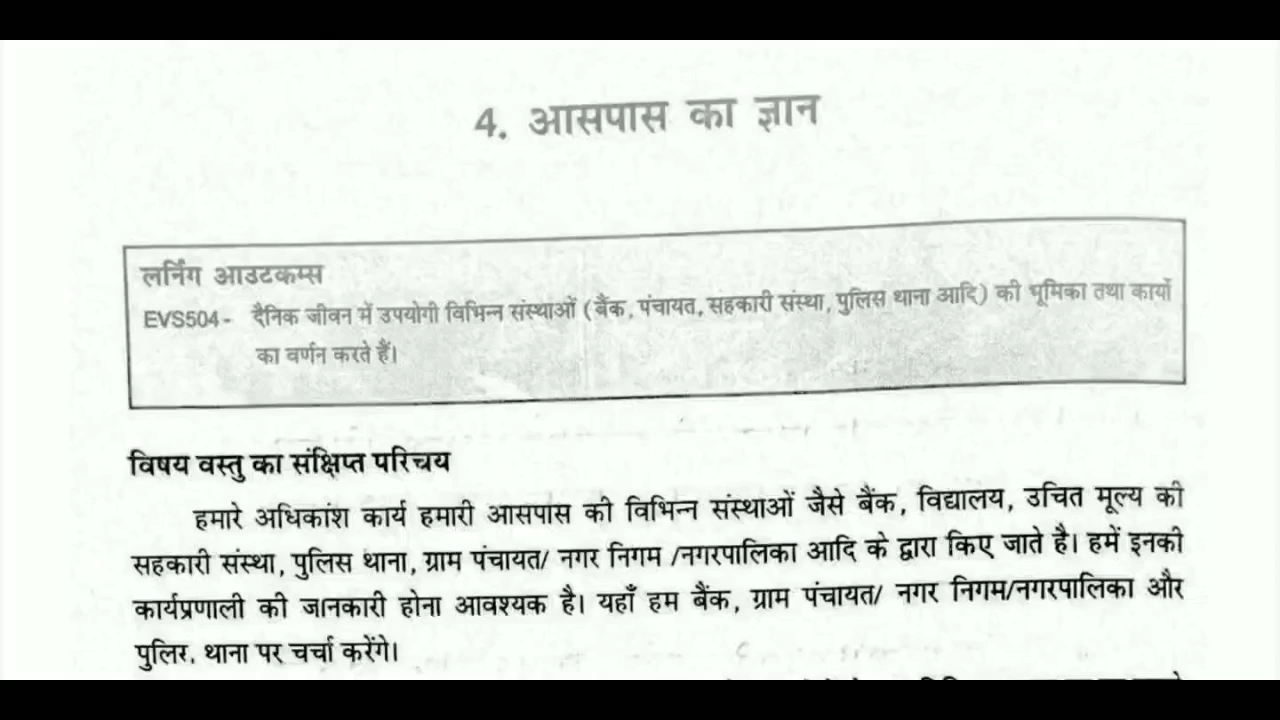 4. आसपास का ज्ञान
लर्निंग आउटकम्स
EVS504- दैनिक जीवन में उपयोगी विभिन्न संस्थाओं (बैंक, पंचायत, सहकारी संस्था, पुलिस थाना आदि) की भूमिका तथा कार्यो
का वर्णन करते हैं।
विषय वस्तु का संक्षिप्त परिचय
हमारे अधिकांश कार्य हमारी आसपास की विभिन्न संस्थाओं जैसे बैंक, विद्यालय, उचित मूल्य की
सहकारी संस्था, पुलिस थाना, ग्राम पंचायत/ नगर निगम /नगरपालिका आदि के द्वारा किए जाते है। हमें इनकी
कार्यप्रणाली की जानकारी होना आवश्यक है। यहाँ हम बैंक, ग्राम पंचायत/ नगर निगम/नगरपालिका और
थाना पर चर्चा करेंगे।